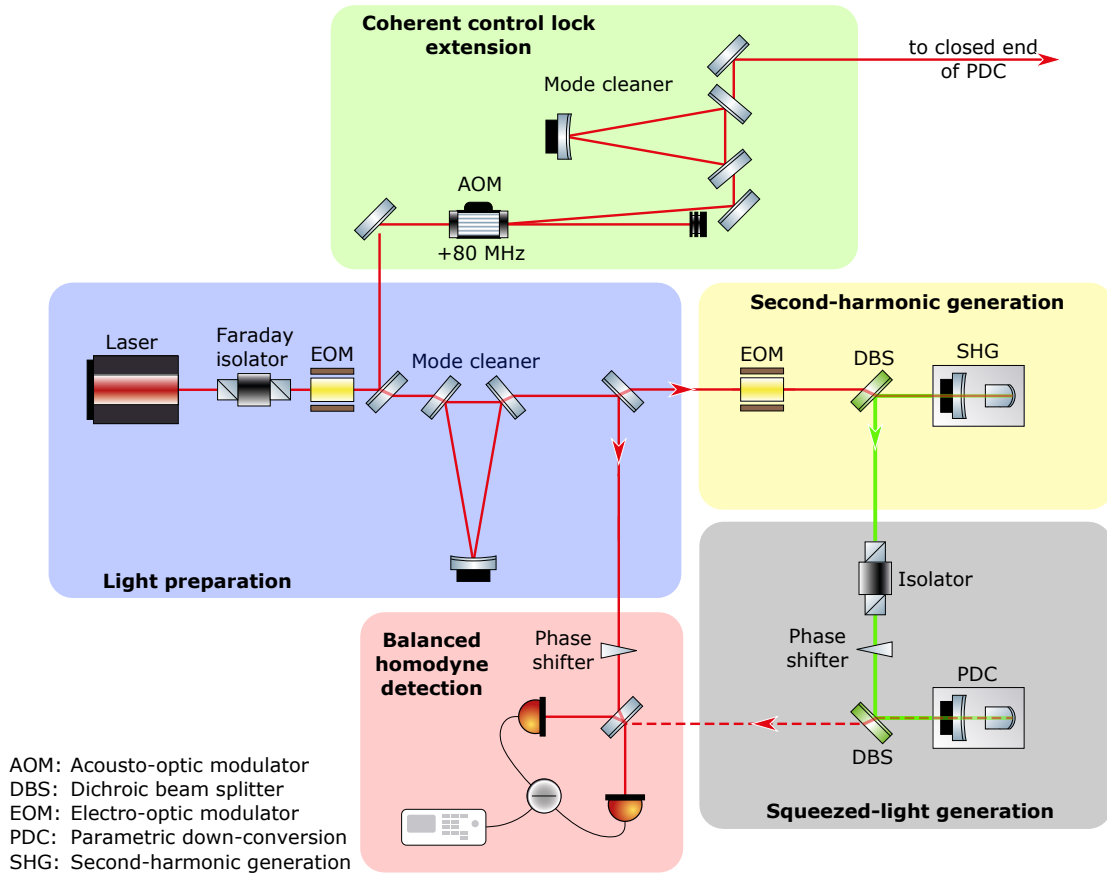 Coherent control lock
extension
to closed end
of PDC
Mode cleaner
AOM
+80 MHz
Laser
Faraday
isolator
EOM
Mode cleaner
Light preparation
Second-harmonic generation
EOM
DBS
SHG
Isolator
Phase
shifter
PDC
DBS
Squeezed-light generation
Balanced
homodyne
detection
Phase
shifter
AOM: Acousto-optic modulator
DBS: Dichroic beam splitter
EOM: Electro-optic modulator
PDC: Parametric down-conversion
SHG: Second-harmonic generation